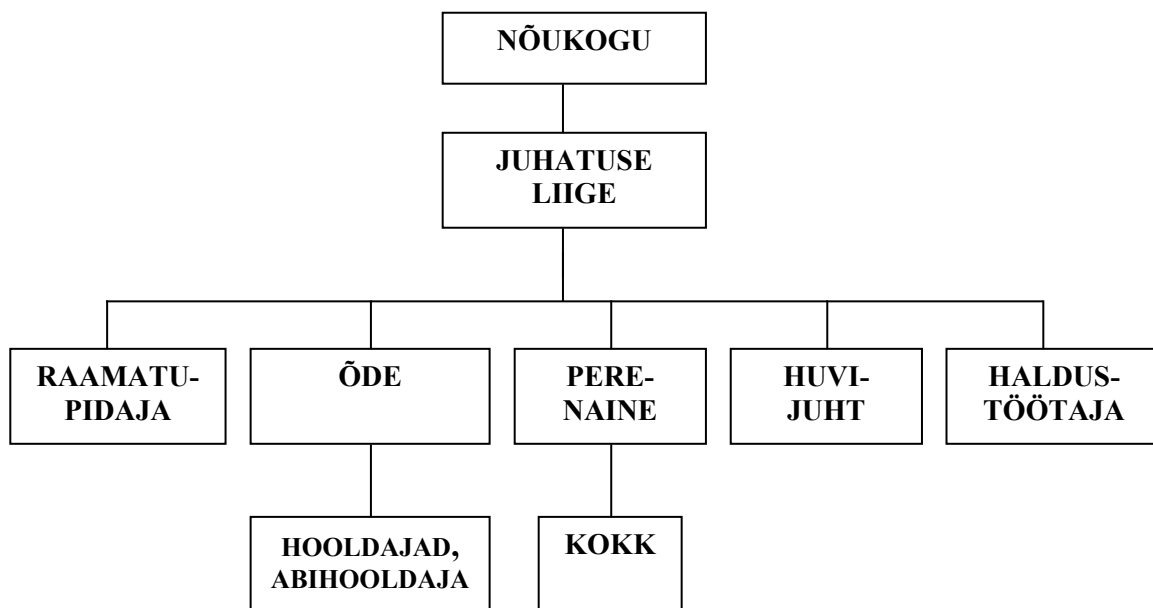 NÕUKOGU
JUHATUSE
LIIGE
RAAMATU-
PIDAJA
ÕDE
PERE-
NAINE
HUVI-
JUHT
HALDUS-
TÖÖTAJA
HOOLDAJAD,
ABIHOOLDAJA
KOKK